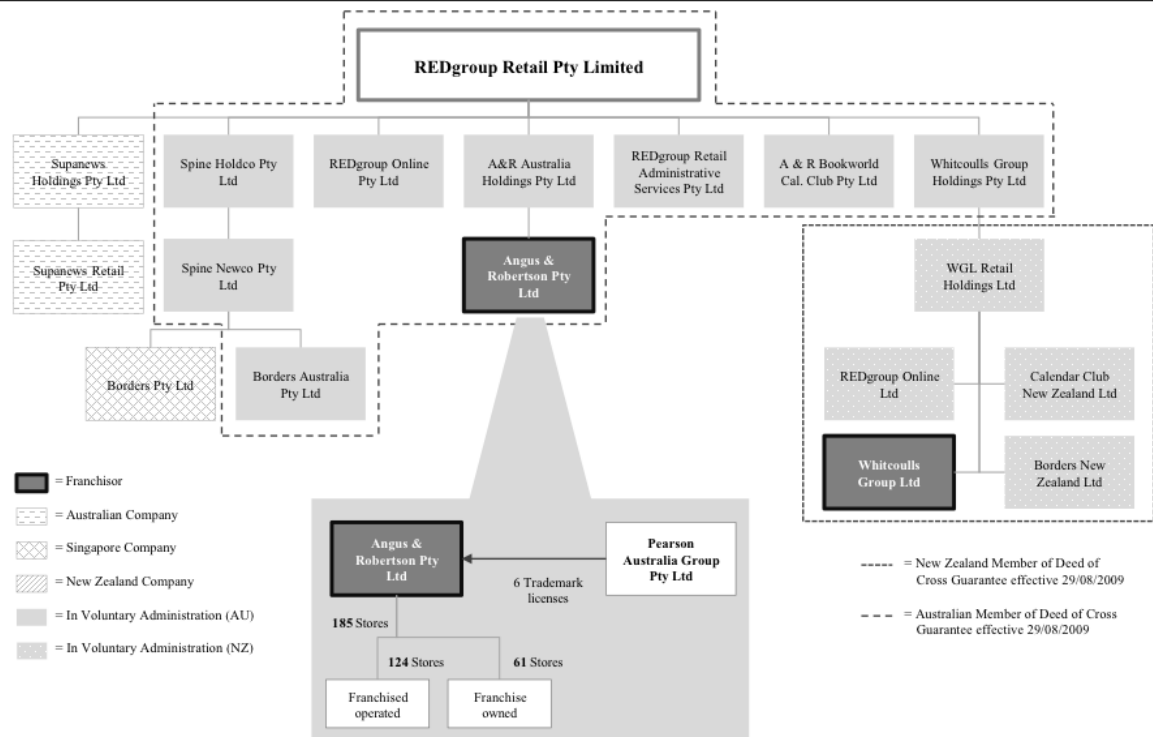 REDgroup Retail Pty Limited
Supanews
Holdings Pty Ltd
Spine Holdco Pty
Ltd
REDgroup Online
Pty Ltd
A&R Australia
Holdings Pty Ltd
REDgroup Retail
Administrative
Services Pty Ltd
A & R Bookworld
Cal. Club Pty Ltd
Whitcoulls Group
Holdings Pty Ltd
Supanews Retail
Pty Ltd
Spine Newco Pty
Ltd
Angus &
Robertson Pty
Ltd
WGL Retail
Holdings Ltd
Borders Pty Ltd
Borders Australia
Pty Ltd
REDgroup Online
Ltd
Calendar Club
New Zealand Ltd
Whitcoulls
Group Ltd
Borders New
Zealand Ltd
= Franchisor
= Australian Company
= Singapore Company
= New Zealand Company
= In Voluntary Administration (AU)
= In Voluntary Administration (NZ)
Angus &
Robertson Pty
Ltd
Pearson
Australia Group
Pty Ltd
6 Trademark
licenses
185 Stores
124 Stores
61 Stores
Franchised
operated
Franchise
owned
= New Zealand Member of Deed of
Cross Guarantee effective 29/08/2009
= Australian Member of Deed of Cross
Guarantee effective 29/08/2009